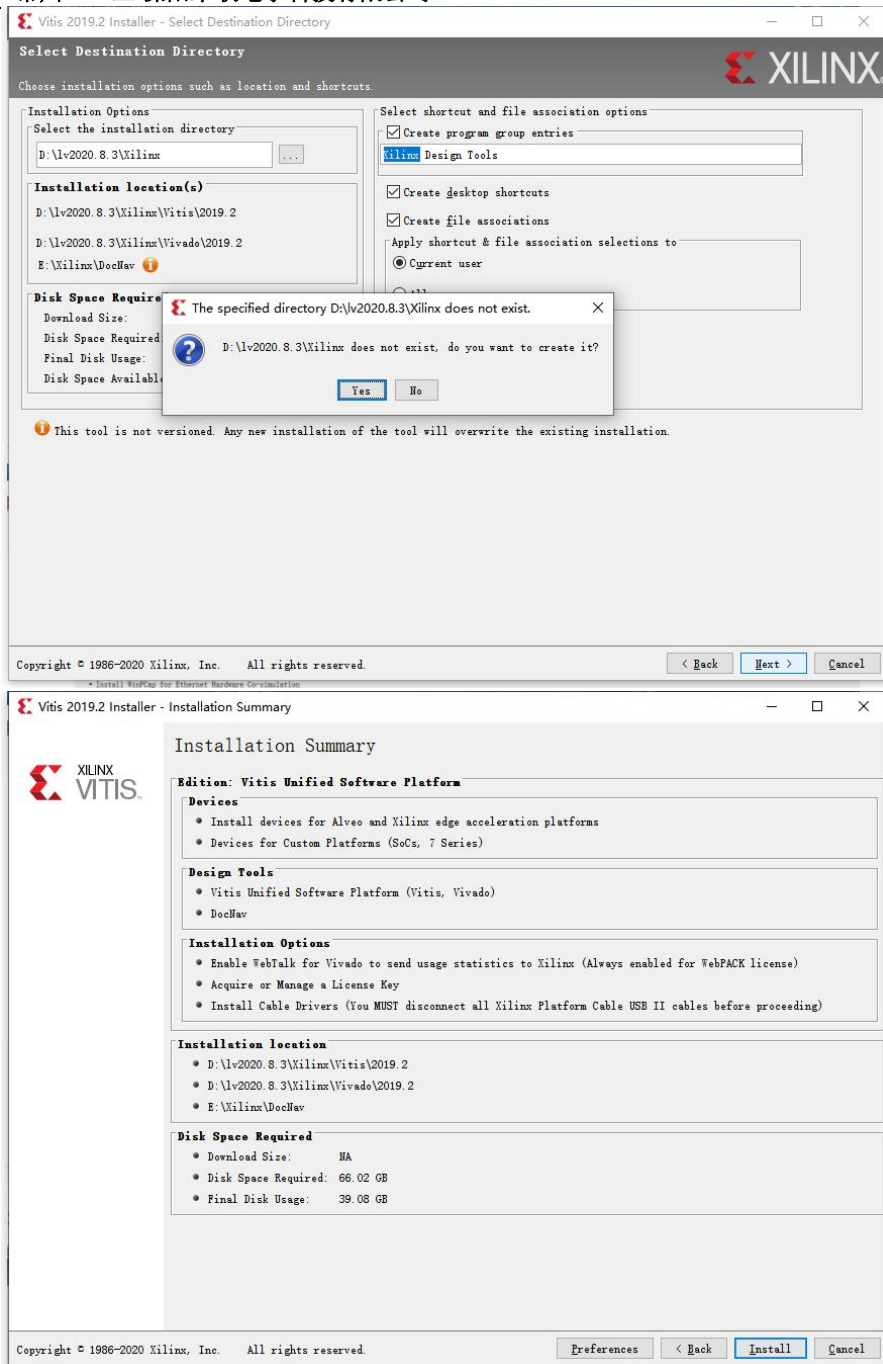 Vitis 2019.2 Installer - Select Destination Directory
Select Destination Directory
Choose installation options such as location and shortcuts.
XILINX
Installation Options
Select the installation directory
D:\lv2020.8.3\Xilinx
...
Installation location(s)
D:\lv2020.8.3\Xilinx\Vitis\2019.2
D:\lv2020.8.3\Xilinx\Vivado\2019.2
E:\Xilinx\DocNav
Disk Space Require
Download Size:
Disk Space Required
Final Disk Usage:
Disk Space Availabl
Select shortcut and file association options
Create program group entries
Xilinx Design Tools
Create desktop shortcuts
Create file associations
Apply shortcut & file association selections to
Current user
The specified directory D:\lv2020.8.3\Xilinx does not exist.
D:\lv2020.8.3\Xilinx does not exist, do you want to create it?
Yes No
This tool is not versioned. Any new installation of the tool will overwrite the existing installation.
Copyright © 1986-2020 Xilinx, Inc. All rights reserved.
< Back Next > Cancel
• Install WinPCap for Ethernet Hardware Co-simulation
Vitis 2019.2 Installer - Installation Summary
XILINX
VITIS
Installation Summary
Edition: Vitis Unified Software Platform
Devices
• Install devices for Alveo and Xilinx edge acceleration platforms
• Devices for Custom Platforms (SoCs, 7 Series)
Design Tools
• Vitis Unified Software Platform (Vitis, Vivado)
• DocNav
Installation Options
• Enable WebTalk for Vivado to send usage statistics to Xilinx (Always enabled for WebPACK license)
• Acquire or Manage a License Key
• Install Cable Drivers (You MUST disconnect all Xilinx Platform Cable USB II cables before proceeding)
Installation location
• D:\lv2020.8.3\Xilinx\Vitis\2019.2
• D:\lv2020.8.3\Xilinx\Vivado\2019.2
• E:\Xilinx\DocNav
Disk Space Required
• Download Size: NA
• Disk Space Required: 66.02 GB
• Final Disk Usage: 39.08 GB
Copyright © 1986-2020 Xilinx, Inc. All rights reserved.
Preferences < Back Install Cancel